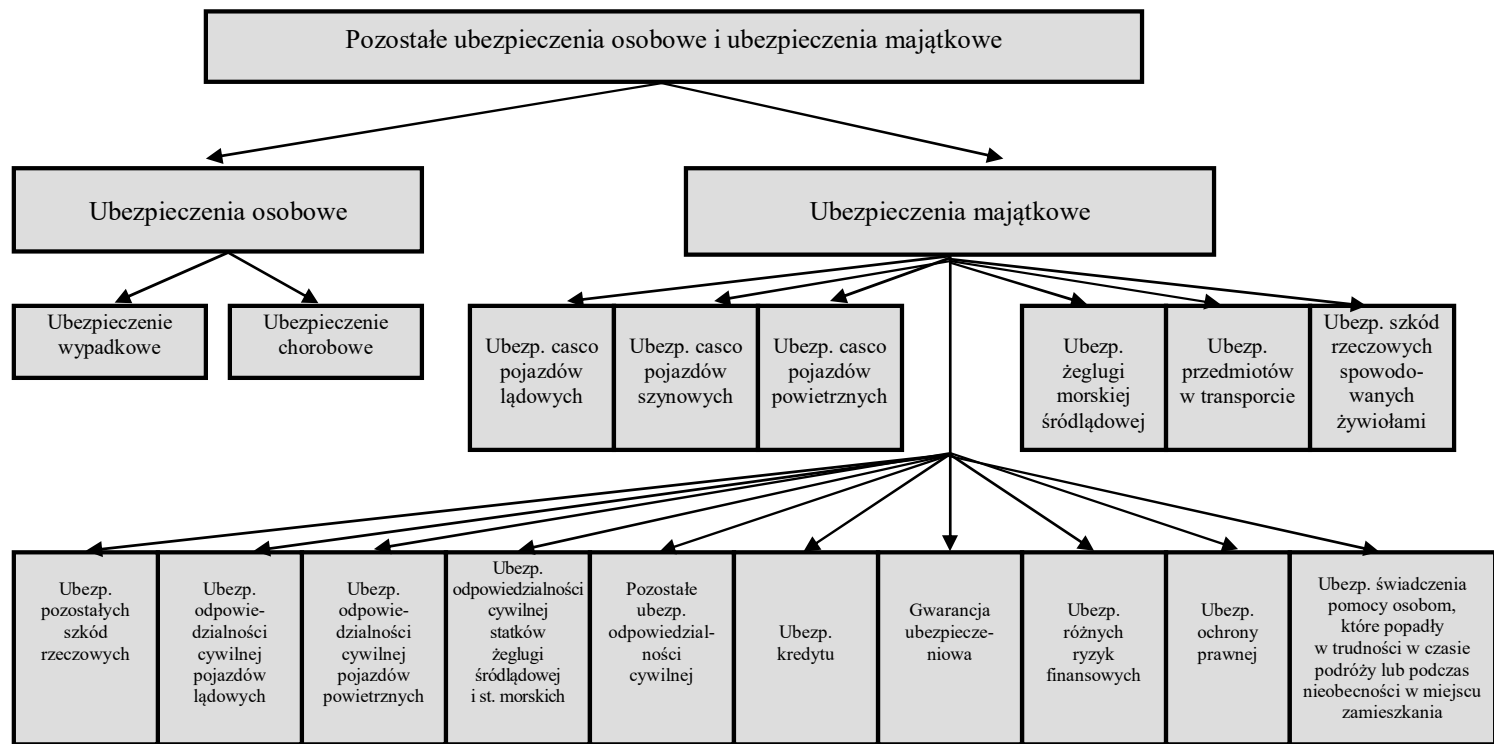 Pozostałe ubezpieczenia osobowe i ubezpieczenia majątkowe
Ubezpieczenia osobowe
Ubezpieczenia majątkowe
Ubezpieczenie
wypadkowe
Ubezpieczenie
chorobowe
Ubezp. casco
pojazdów
lądowych
Ubezp. casco
pojazdów
szynowych
Ubezp. casco
pojazdów
powietrznych
Ubezp.
żeglugi
morskiej
śródlądowej
Ubezp.
przedmiotów
w transporcie
Ubezp. szkód
rzeczowych
spowodo-
wanych
żywiołami
Ubezp.
pozostałych
szkód
rzeczowych
Ubezp.
odpowie-
dzialności
cywilnej
pojazdów
lądowych
Ubezp.
odpowie-
dzialności
cywilnej
pojazdów
powietrznych
Ubezp.
odpowiedzialności
cywilnej
statków
żeglugi
śródlądowej
i st. morskich
Pozostałe
ubezp.
odpowiedzial-
ności
cywilnej
Ubezp.
kredytu
Gwarancja
ubezpiecze-
niowa
Ubezp.
różnych
ryzyk
finansowych
Ubezp.
ochrony
prawnej
Ubezp. świadczenia
pomocy osobom,
które popadły
w trudności w czasie
podróży lub podczas
nieobecności w miejscu
zamieszkania